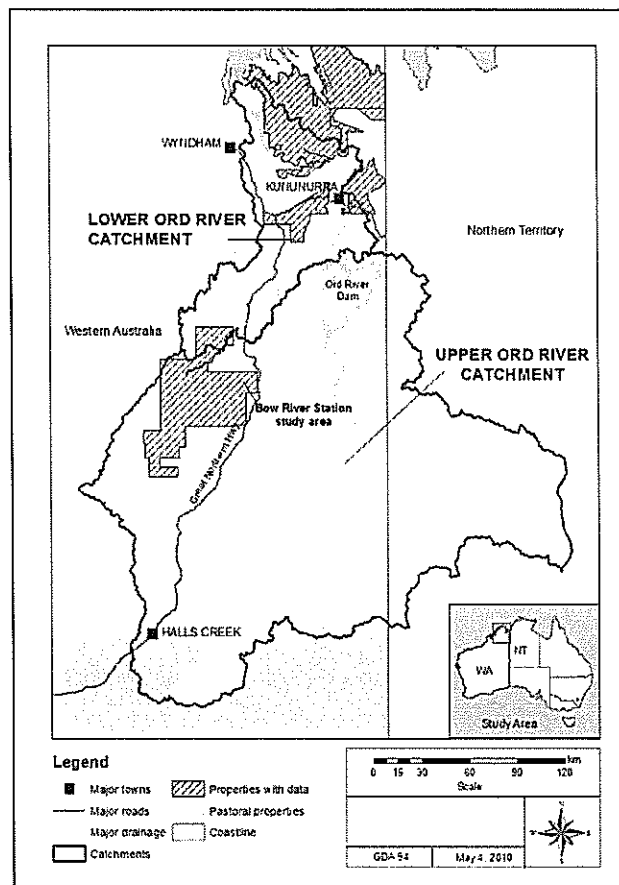 WYNDHAM
KUNUNURRA
LOWER ORD RIVER
CATCHMENT
Northern Territory
Ord River
Dam
Western Australia
UPPER ORD RIVER
CATCHMENT
Bow River Station
study area
Great Northern Hwy
HALLS CREEK
NT
WA
Study Area
Legend
Major towns
Properties with data
Major roads
Pastoral properties
Major drainage
Coastline
Catchments
km
0 15 30 60 90 120
Scale
GDA 94
May 4, 2010